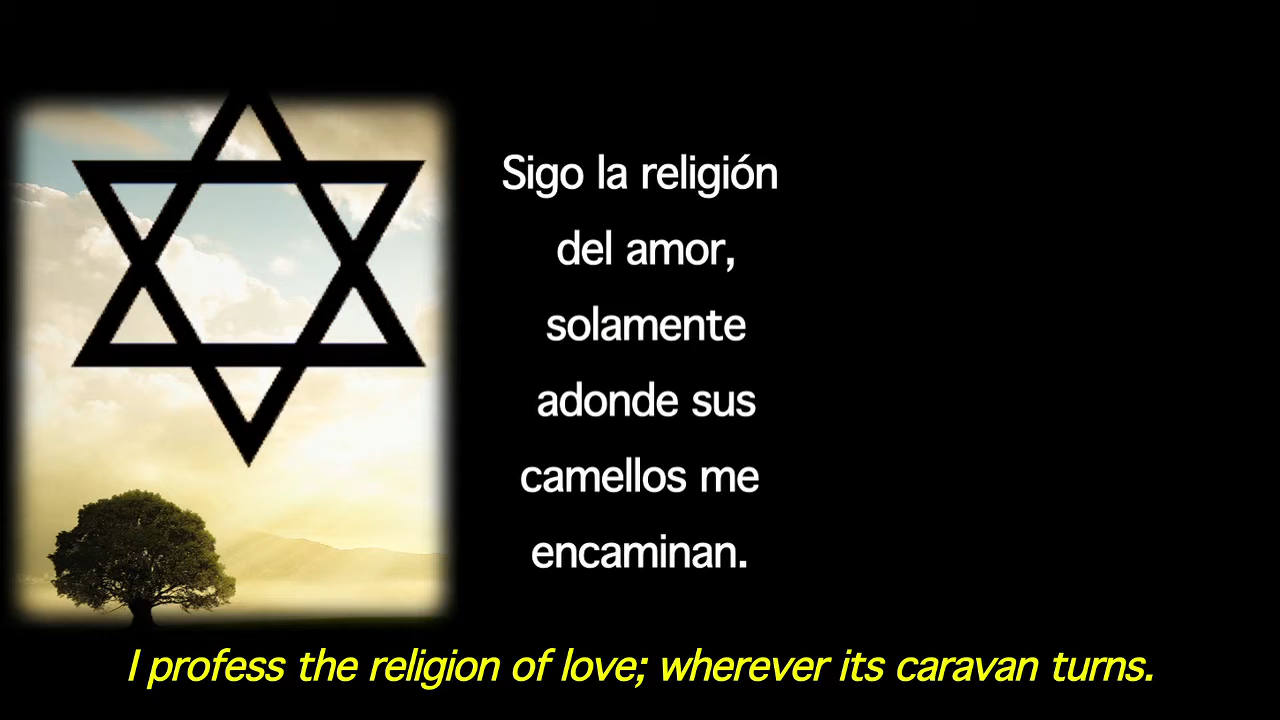 Sigo la religión
del amor,
solamente
adonde sus
camellos me
encaminan.
I profess the religion of love; wherever its caravan turns.